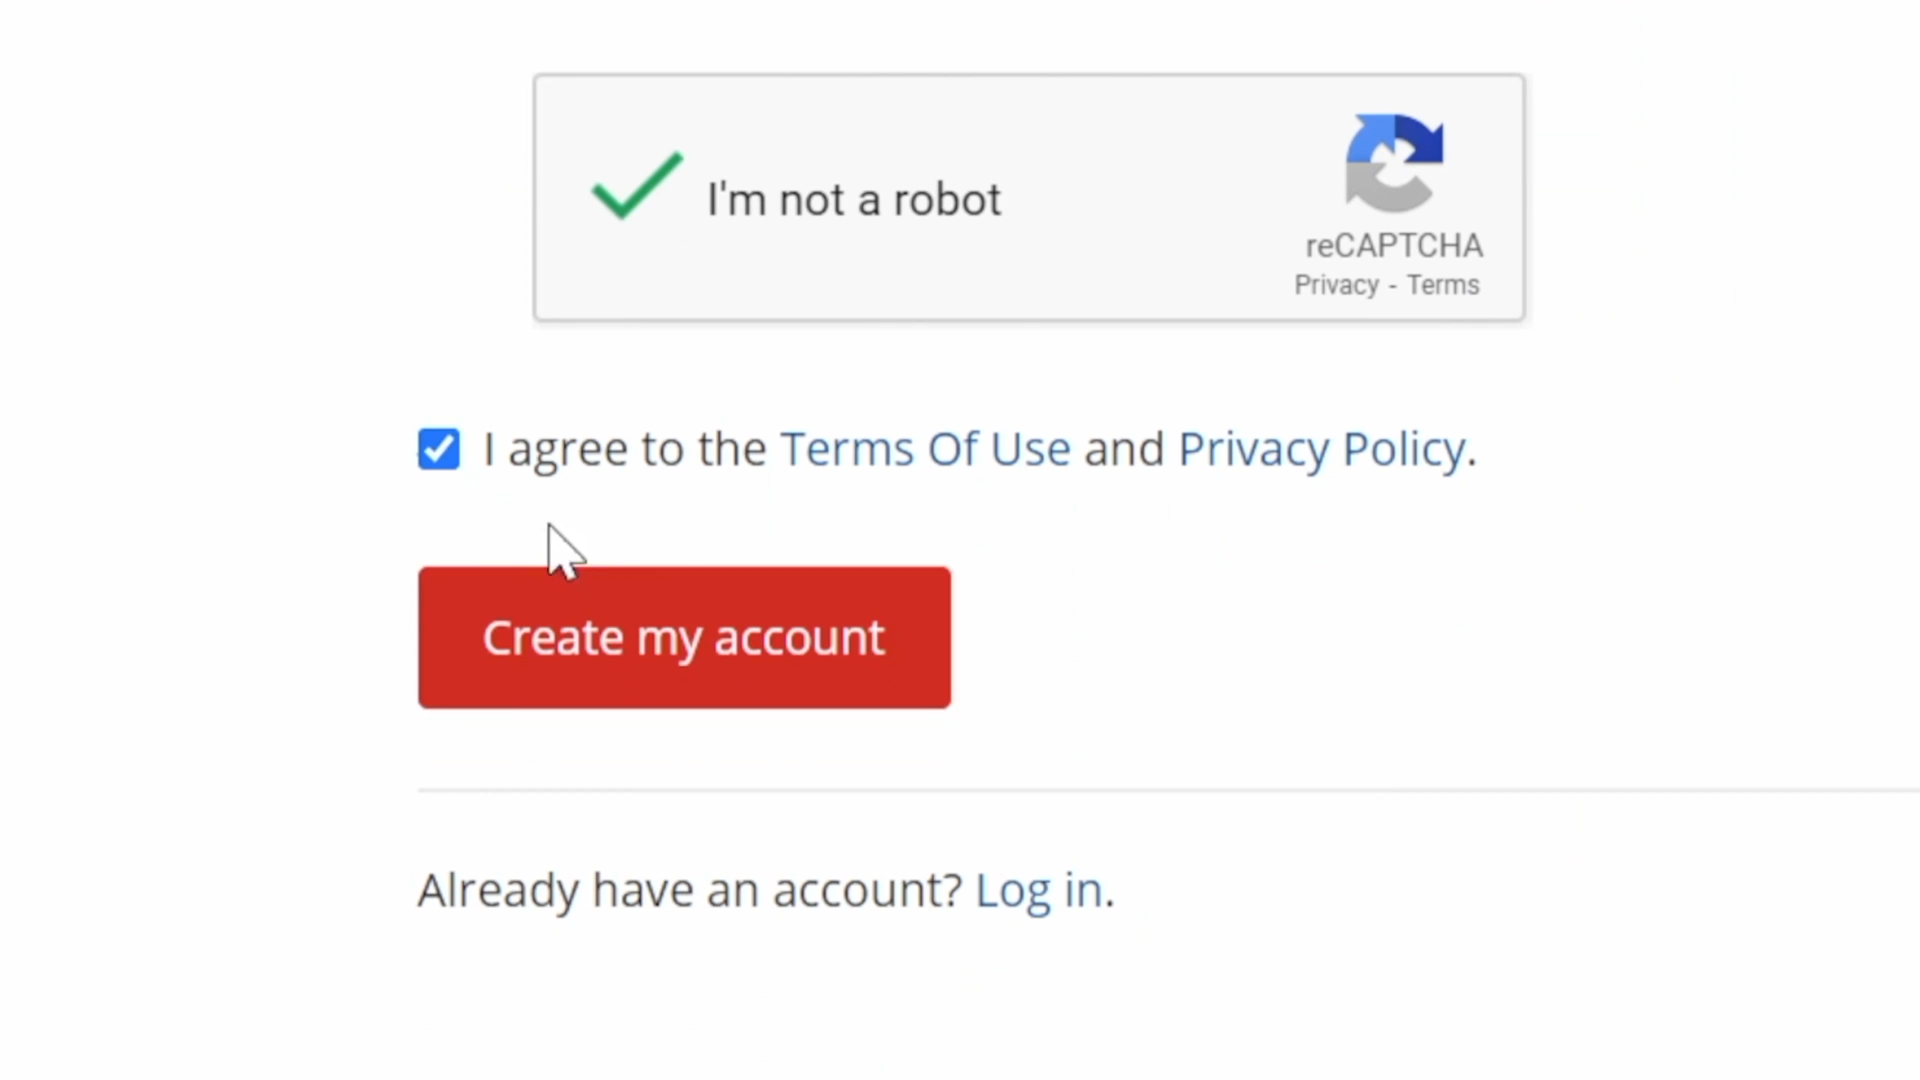 I'm not a robot
reCAPTCHA
Privacy - Terms
I agree to the Terms Of Use and Privacy Policy.
Create my account
Already have an account? Log in.